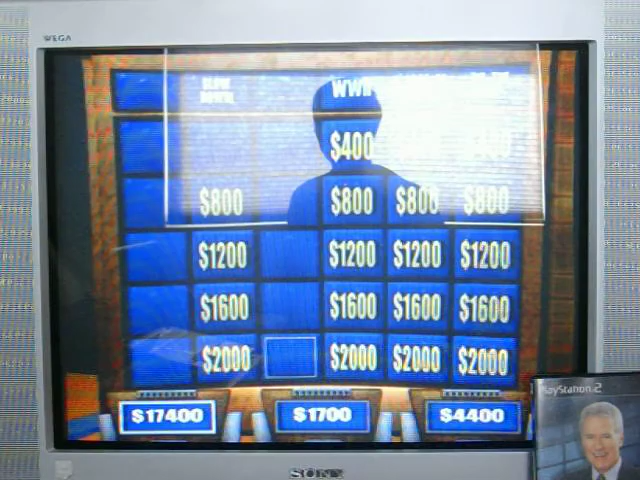 WEGA
SLOW
$400
$800 $800 $800 $800
$1200 $1200 $1200 $1200
$1600 $1600 $1600 $1600
$2000 $2000 $2000 $2000
$17400 $1700 $4400
SONY
PlayStation 2